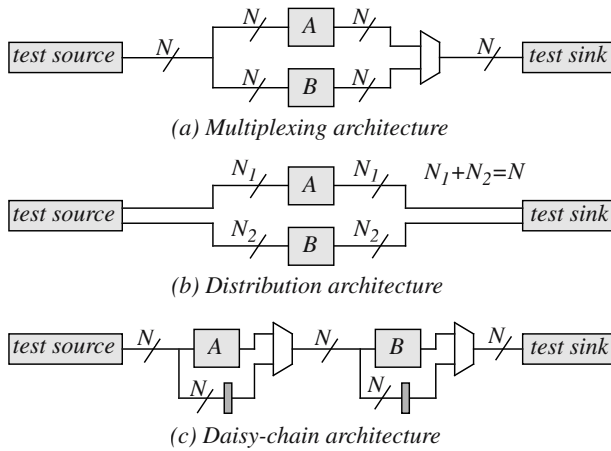 N A N
test source N N test sink
N B N
(a) Multiplexing architecture
N1 A N1 N1+N2=N
test source test sink
N2 B N2
(b) Distribution architecture
test source N A N B N test sink
N N
(c) Daisy-chain architecture